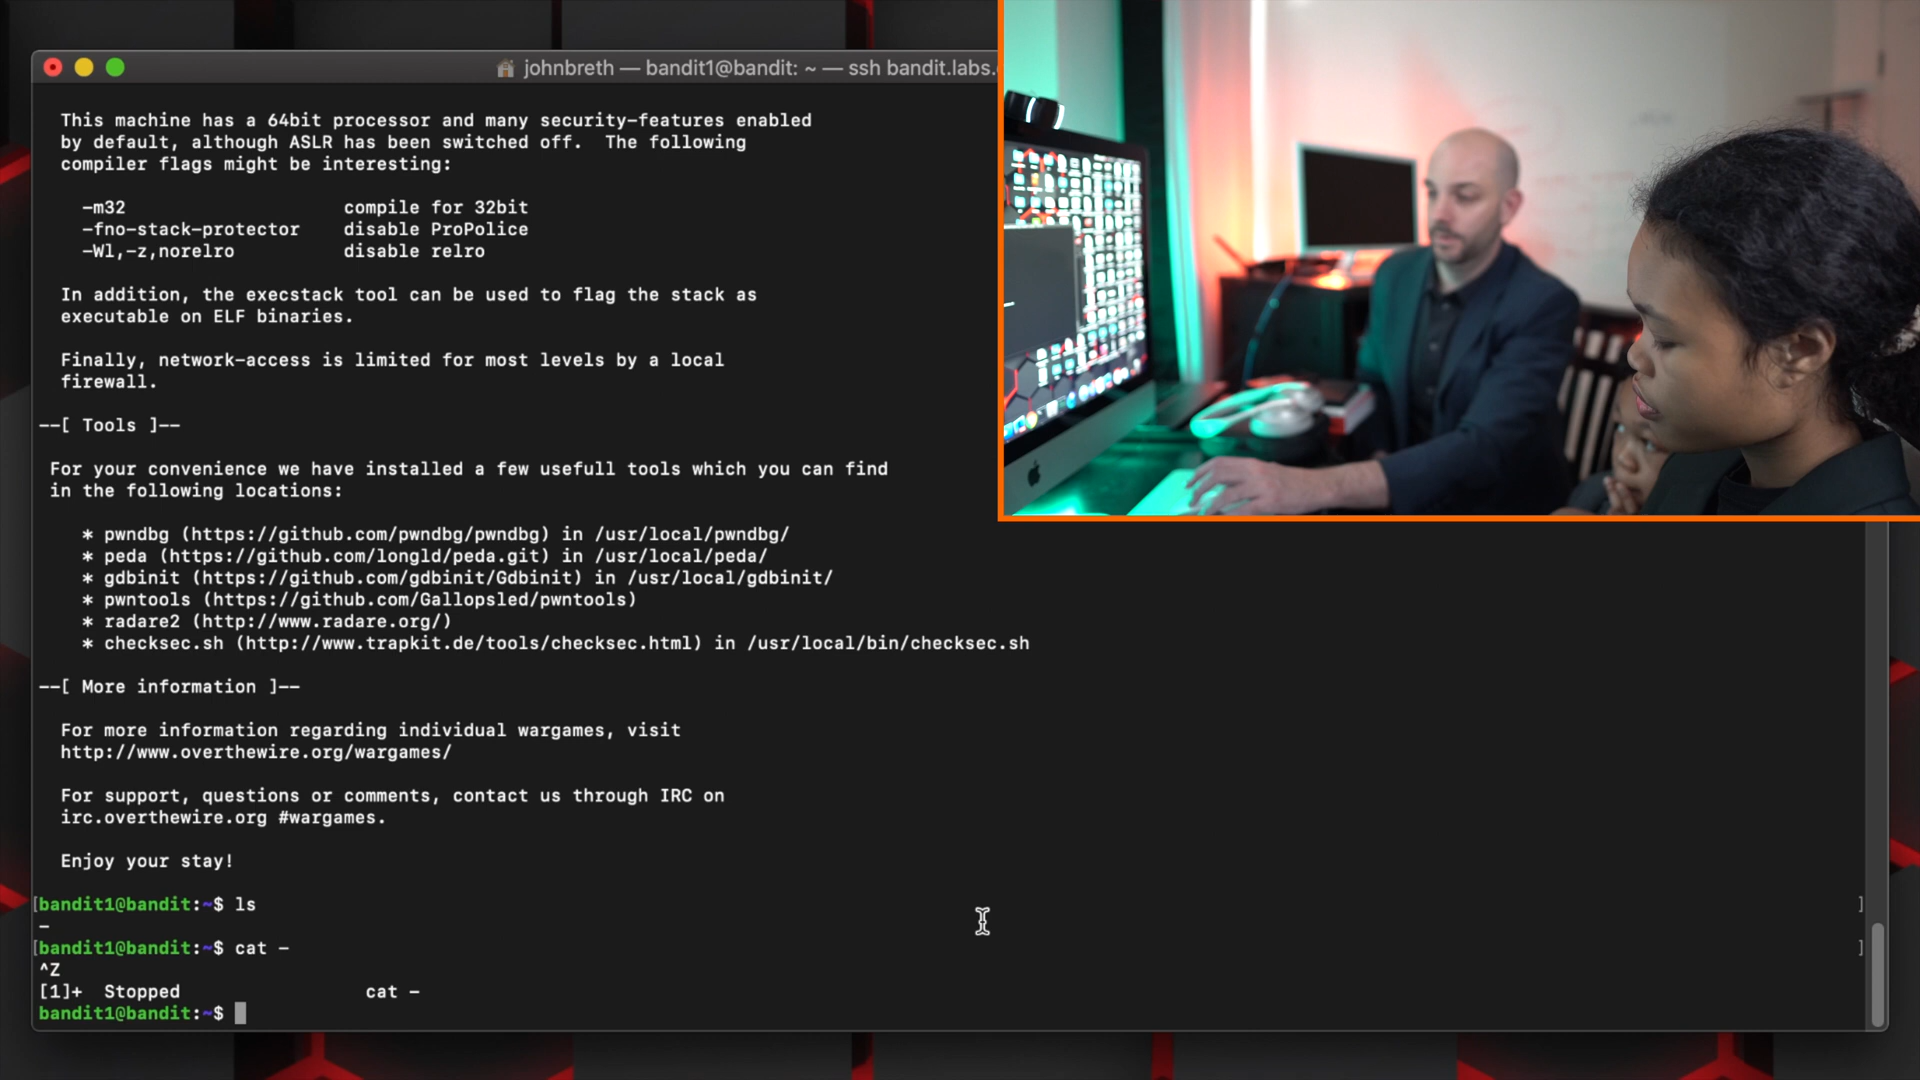 johnbreth — bandit1@bandit: ~ — ssh bandit.labs.
This machine has a 64bit processor and many security-features enabled
by default, although ASLR has been switched off.  The following
compiler flags might be interesting:
-m32                    compile for 32bit
-fno-stack-protector    disable ProPolice
-Wl,-z,norelro          disable relro
In addition, the execstack tool can be used to flag the stack as
executable on ELF binaries.
Finally, network-access is limited for most levels by a local
firewall.
--[ Tools ]--
For your convenience we have installed a few usefull tools which you can find
in the following locations:
* pwndbg (https://github.com/pwndbg/pwndbg) in /usr/local/pwndbg/
* peda (https://github.com/longld/peda.git) in /usr/local/peda/
* gdbinit (https://github.com/gdbinit/Gdbinit) in /usr/local/gdbinit/
* pwntools (https://github.com/Gallopsled/pwntools)
* radare2 (http://www.radare.org/)
* checksec.sh (http://www.trapkit.de/tools/checksec.html) in /usr/local/bin/checksec.sh
--[ More information ]--
For more information regarding individual wargames, visit
http://www.overthewire.org/wargames/
For support, questions or comments, contact us through IRC on
irc.overthewire.org #wargames.
Enjoy your stay!
[bandit1@bandit:~$ ls ]
-
[bandit1@bandit:~$ cat - ]
^Z
[1]+  Stopped                 cat -
bandit1@bandit:~$